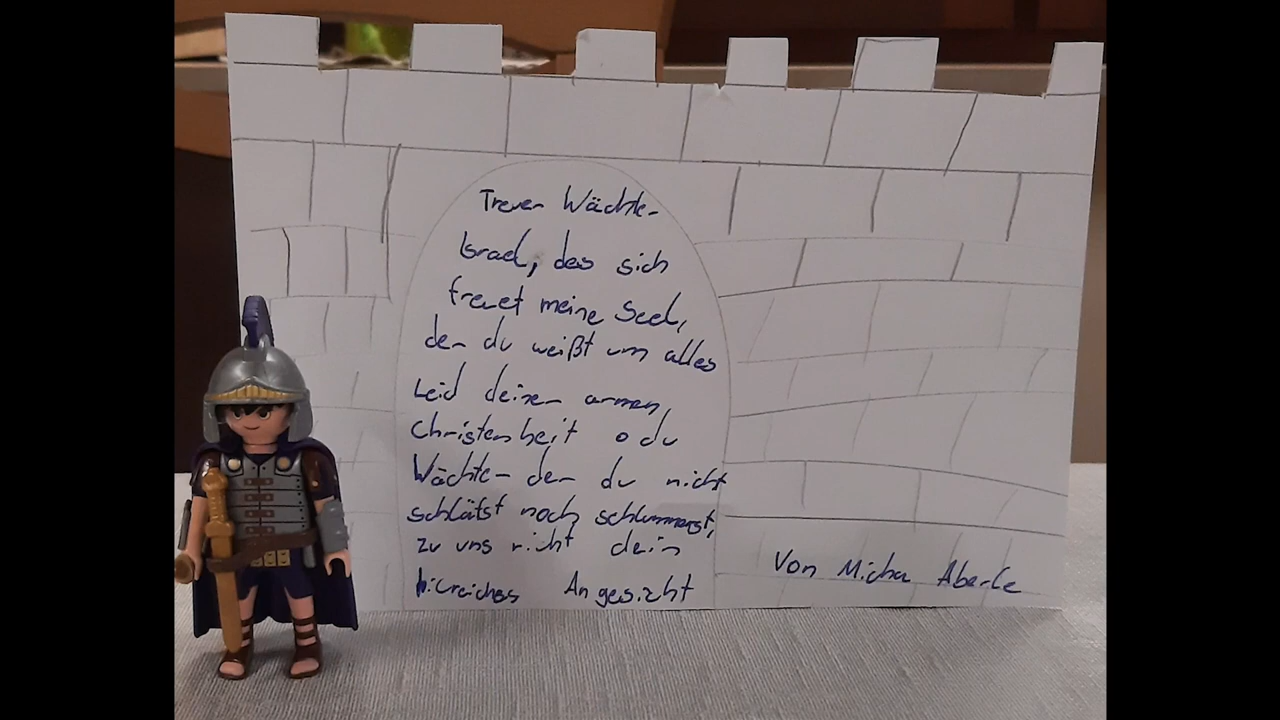 Treuer Wächter
Israel, des sich
freuet meine Seel,
der du weißt um alles
Leid deiner armen
Christenheit o du
Wächter der du nicht
schläfst noch schlummerst,
zu uns richt dein
hilreiches Angesicht
Von Micha Aberle